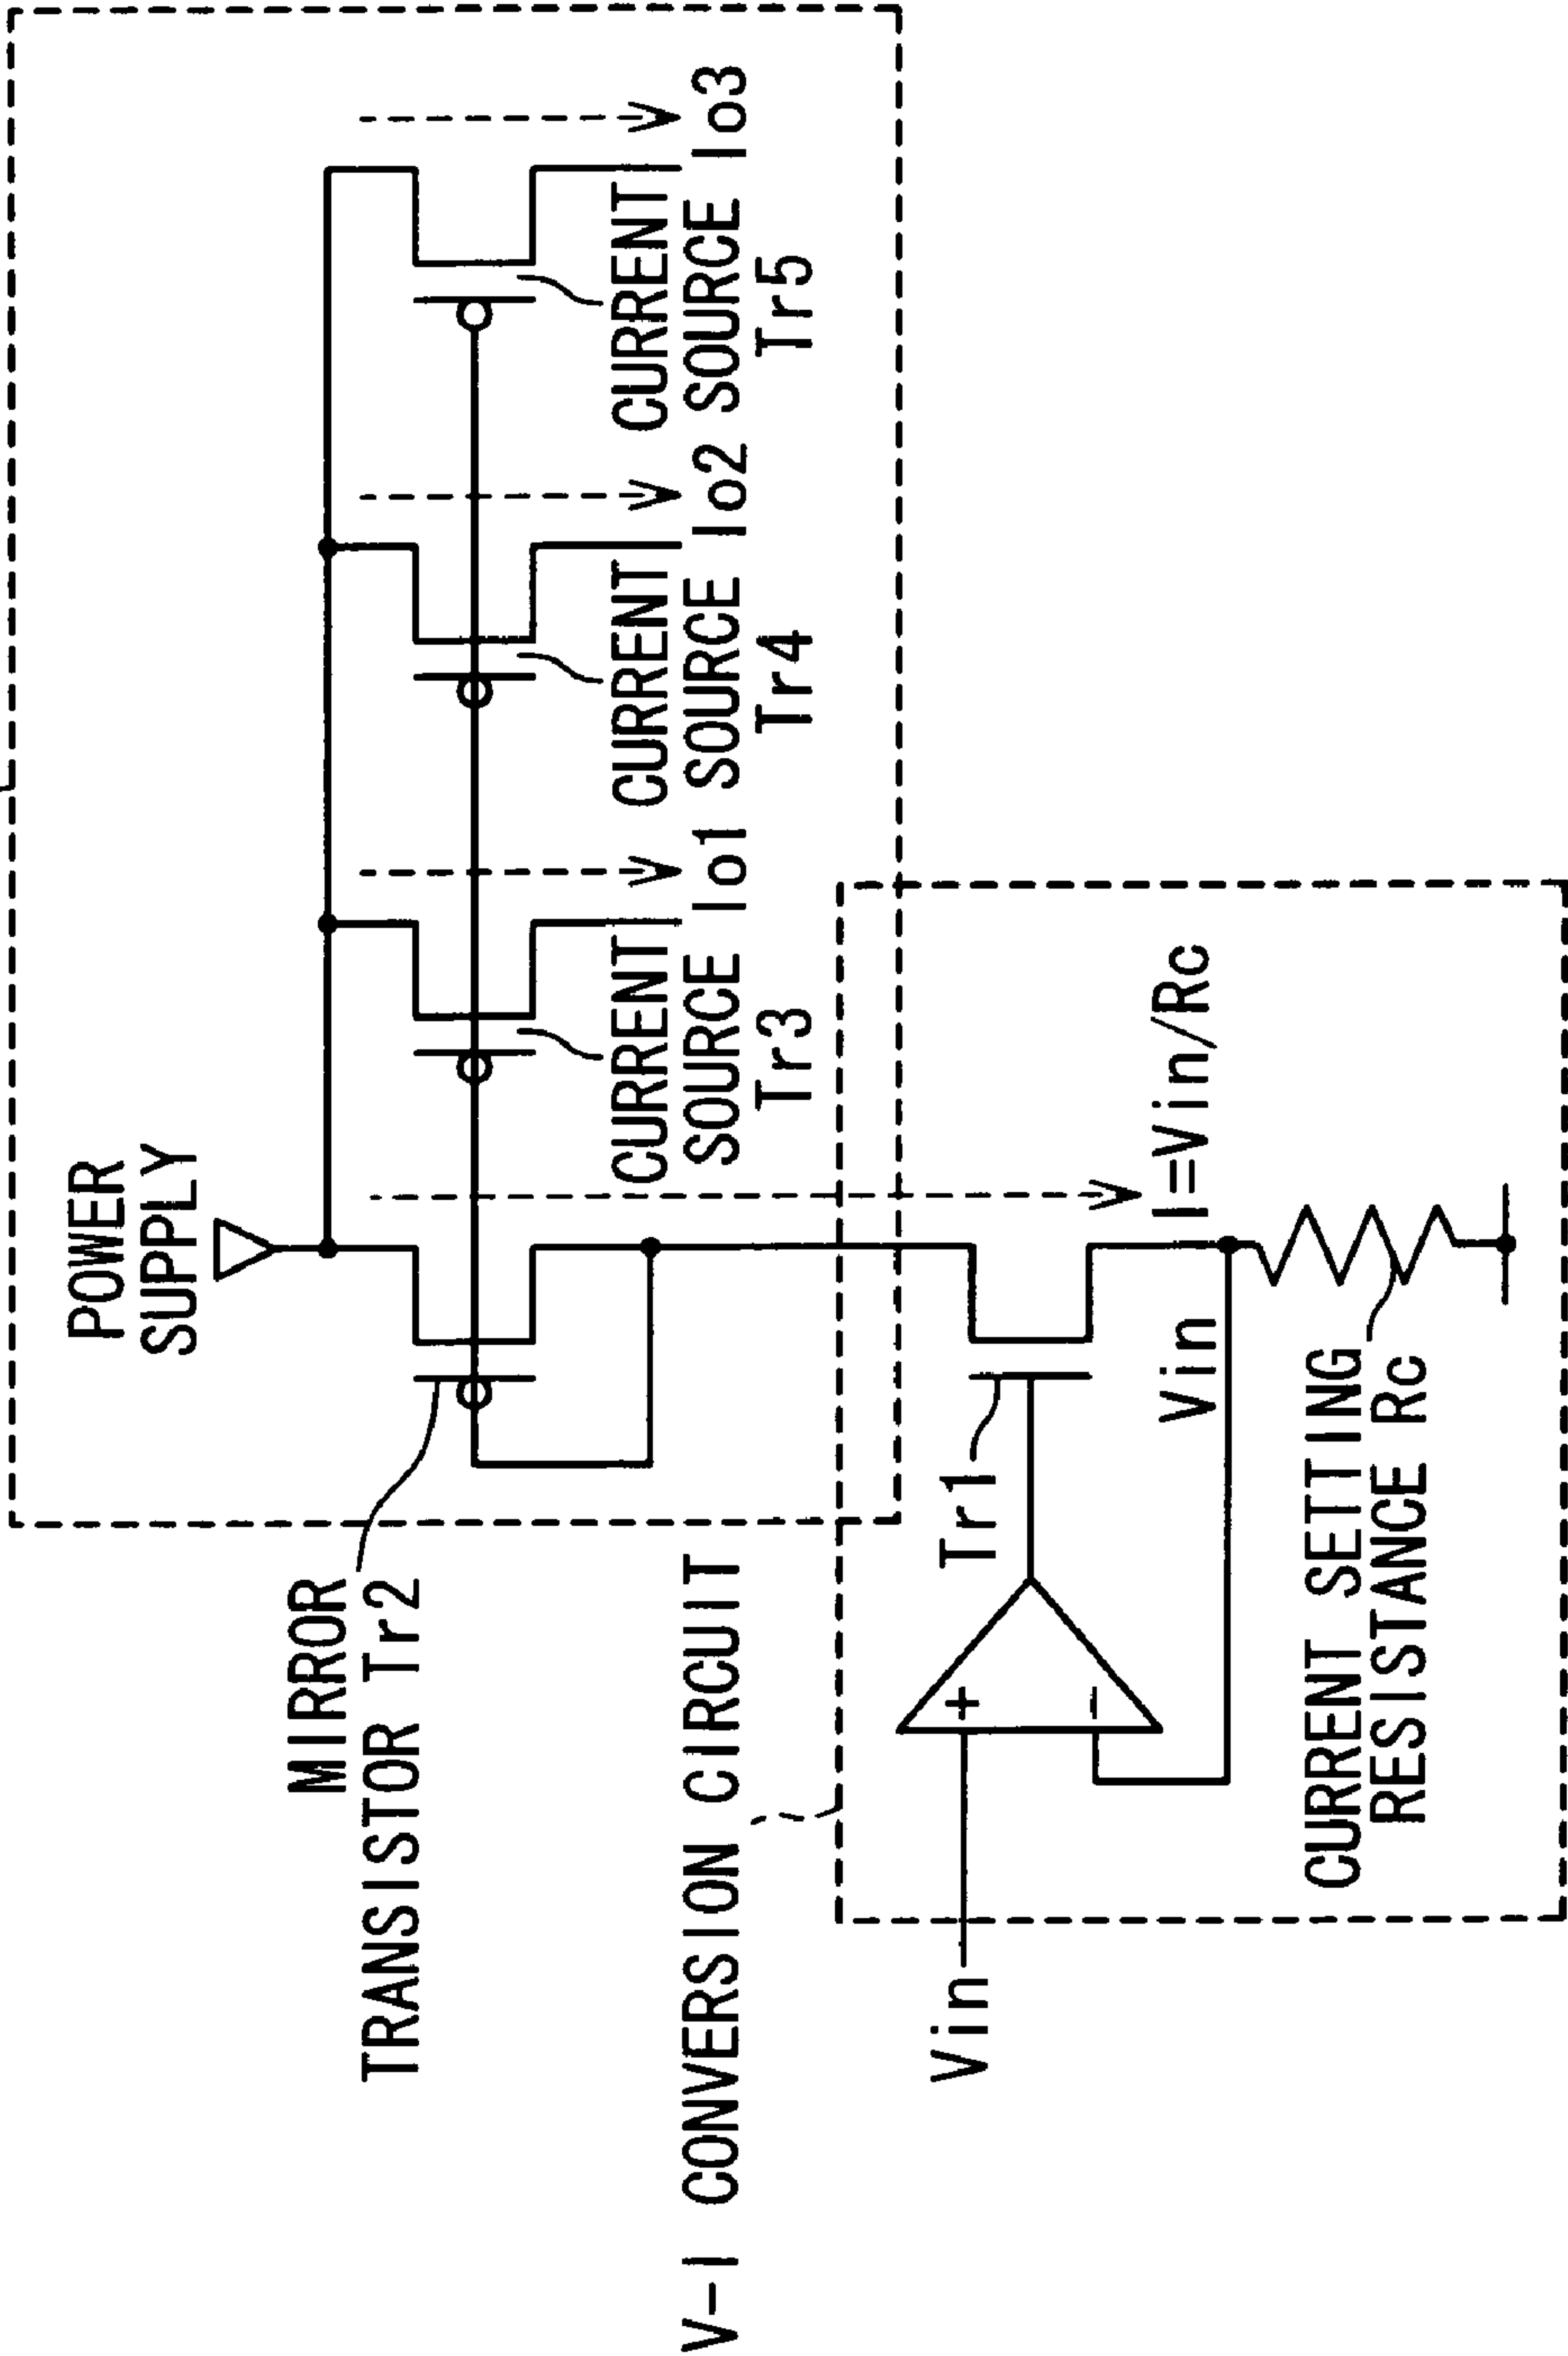 POWER
SUPPLY
MIRROR
TRANSISTOR Tr2
CURRENT
SOURCE
Tr3
Io1
CURRENT
SOURCE
Tr4
Io2
CURRENT
SOURCE
Tr5
Io3
V-I CONVERSION CIRCUIT
Vin
+
-
Tr1
Vin
I=Vin/Rc
CURRENT SETTING
RESISTANCE Rc